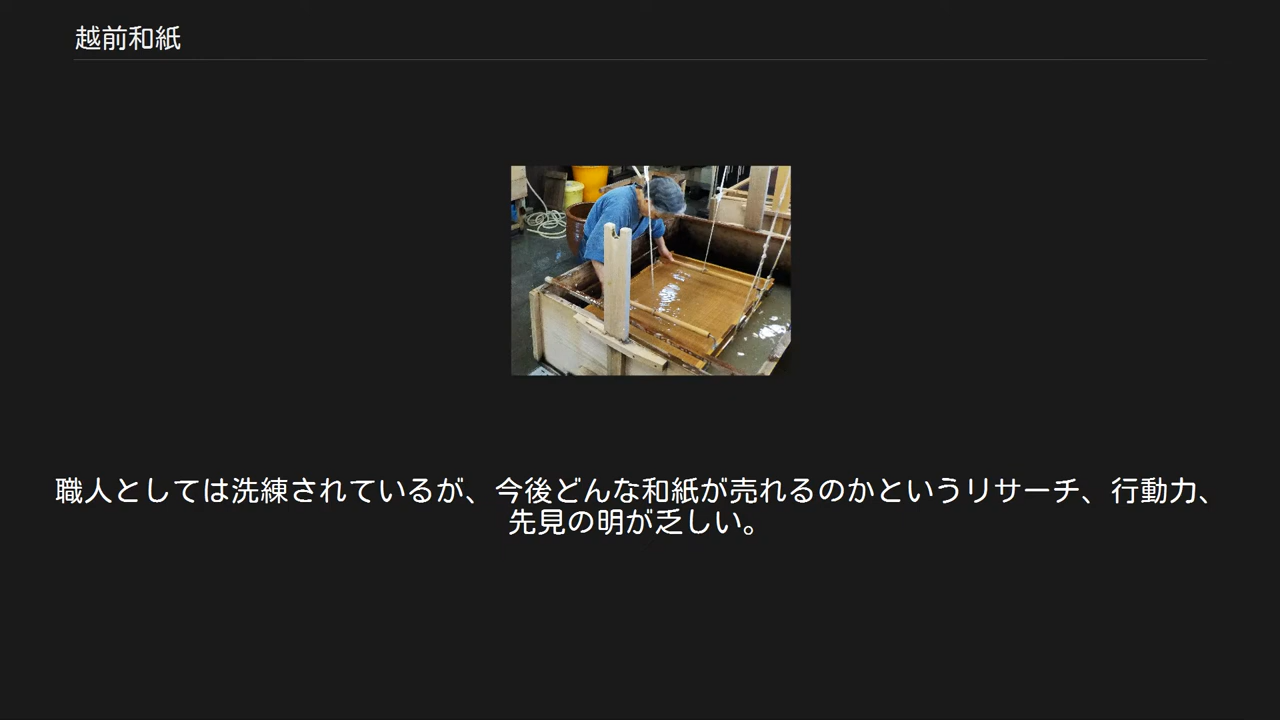 越前和紙
職人としては洗練されているが、今後どんな和紙が売れるのかというリサーチ、行動力、
先見の明が乏しい。